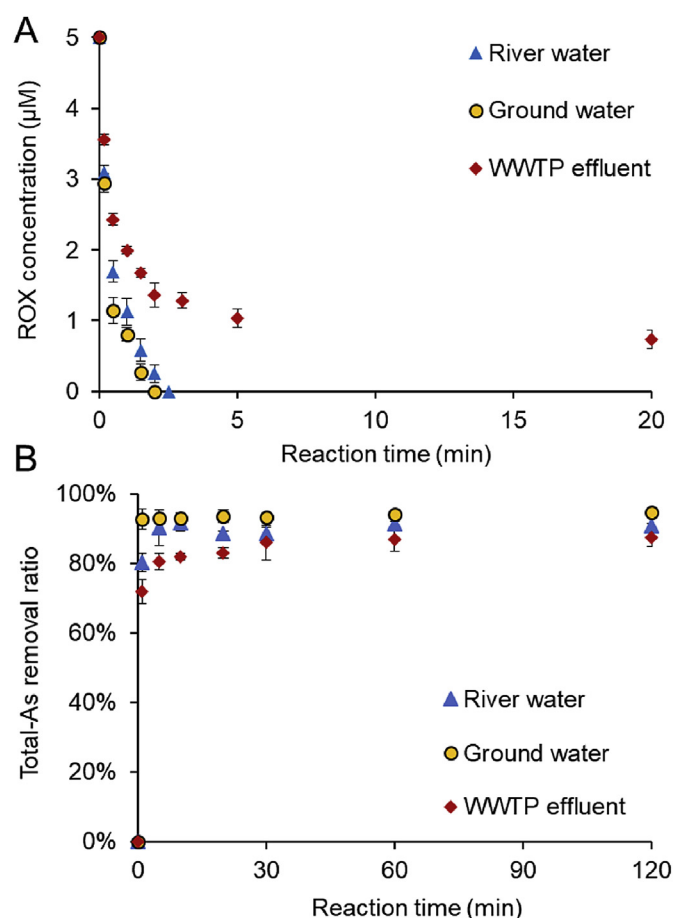 A
5
4
3
2
1
0
ROX concentration (µM)
River water
Ground water
WWTP effluent
0
5
10
15
20
Reaction time (min)
B
100%
80%
60%
40%
20%
0%
Total-As removal ratio
River water
Ground water
WWTP effluent
0
30
60
90
120
Reaction time (min)